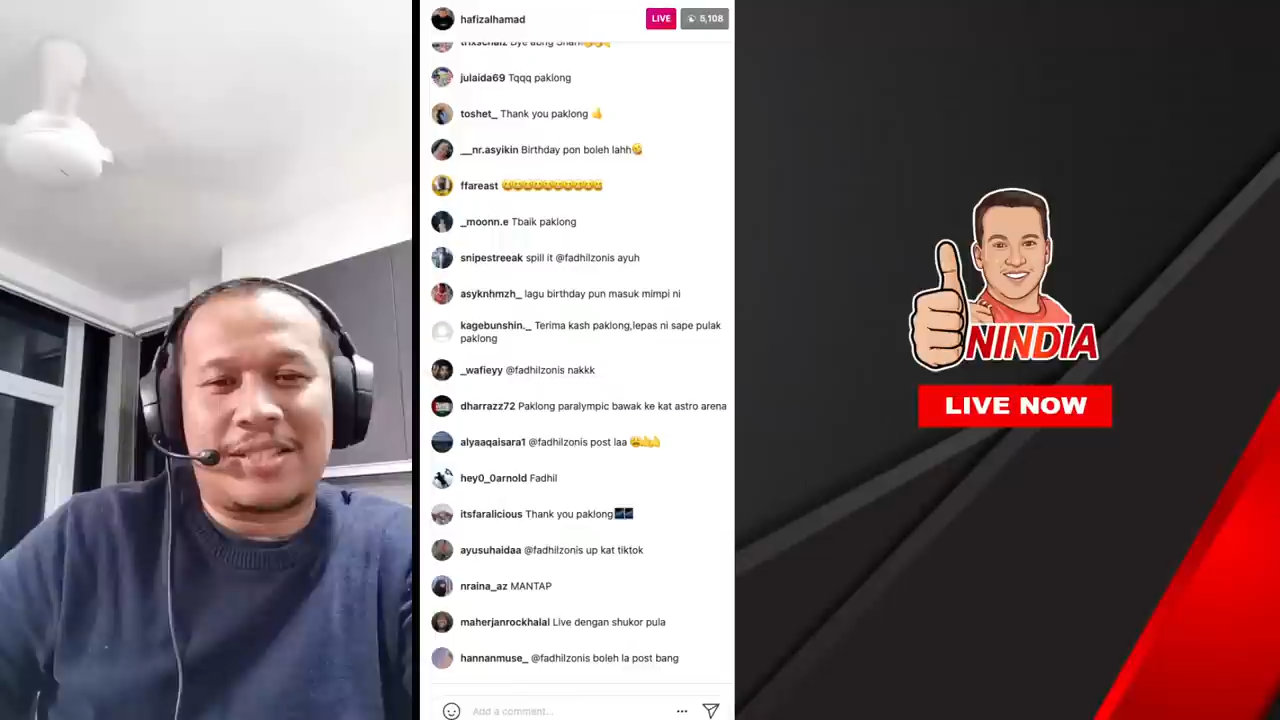 hafizalhamad
LIVE 5,108
trixschaiz Bye abng Sham
julaida69 Tqqq paklong
toshet_ Thank you paklong 👍
__nr.asyikin Birthday pon boleh lahh🤪
ffareast
_moonn.e Tbaik paklong
snipestreeak spill it @fadhilzonis ayuh
asyknhmzh_ lagu birthday pun masuk mimpi ni
kagebunshin._ Terima kash paklong,lepas ni sape pulak
paklong
_wafieyy @fadhilzonis nakkk
dharrazz72 Paklong paralympic bawak ke kat astro arena
alyaaqaisara1 @fadhilzonis post laa
hey0_0arnold Fadhil
itsfaralicious Thank you paklong
ayusuhaidaa @fadhilzonis up kat tiktok
nraina_az MANTAP
maherjanrockhalal Live dengan shukor pula
hannanmuse_ @fadhilzonis boleh la post bang
Add a comment...
NINDIA
LIVE NOW